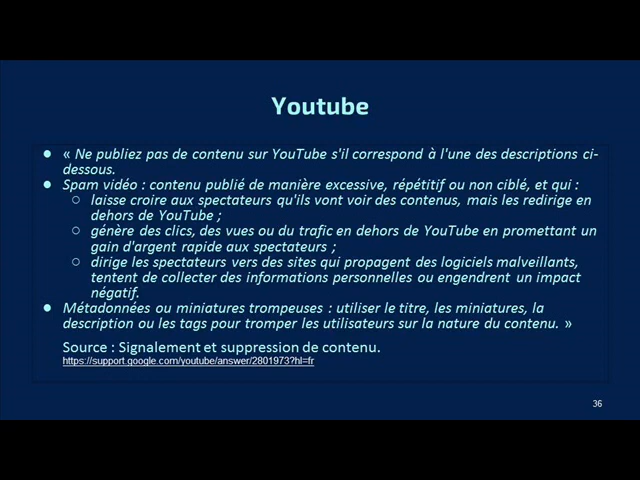 Youtube
● « Ne publiez pas de contenu sur YouTube s'il correspond à l'une des descriptions ci-
dessous.
● Spam vidéo : contenu publié de manière excessive, répétitif ou non ciblé, et qui :
○ laisse croire aux spectateurs qu'ils vont voir des contenus, mais les redirige en
dehors de YouTube ;
○ génère des clics, des vues ou du trafic en dehors de YouTube en promettant un
gain d'argent rapide aux spectateurs ;
○ dirige les spectateurs vers des sites qui propagent des logiciels malveillants,
tentent de collecter des informations personnelles ou engendrent un impact
négatif.
● Métadonnées ou miniatures trompeuses : utiliser le titre, les miniatures, la
description ou les tags pour tromper les utilisateurs sur la nature du contenu. »
Source : Signalement et suppression de contenu.
https://support.google.com/youtube/answer/2801973?hl=fr
36